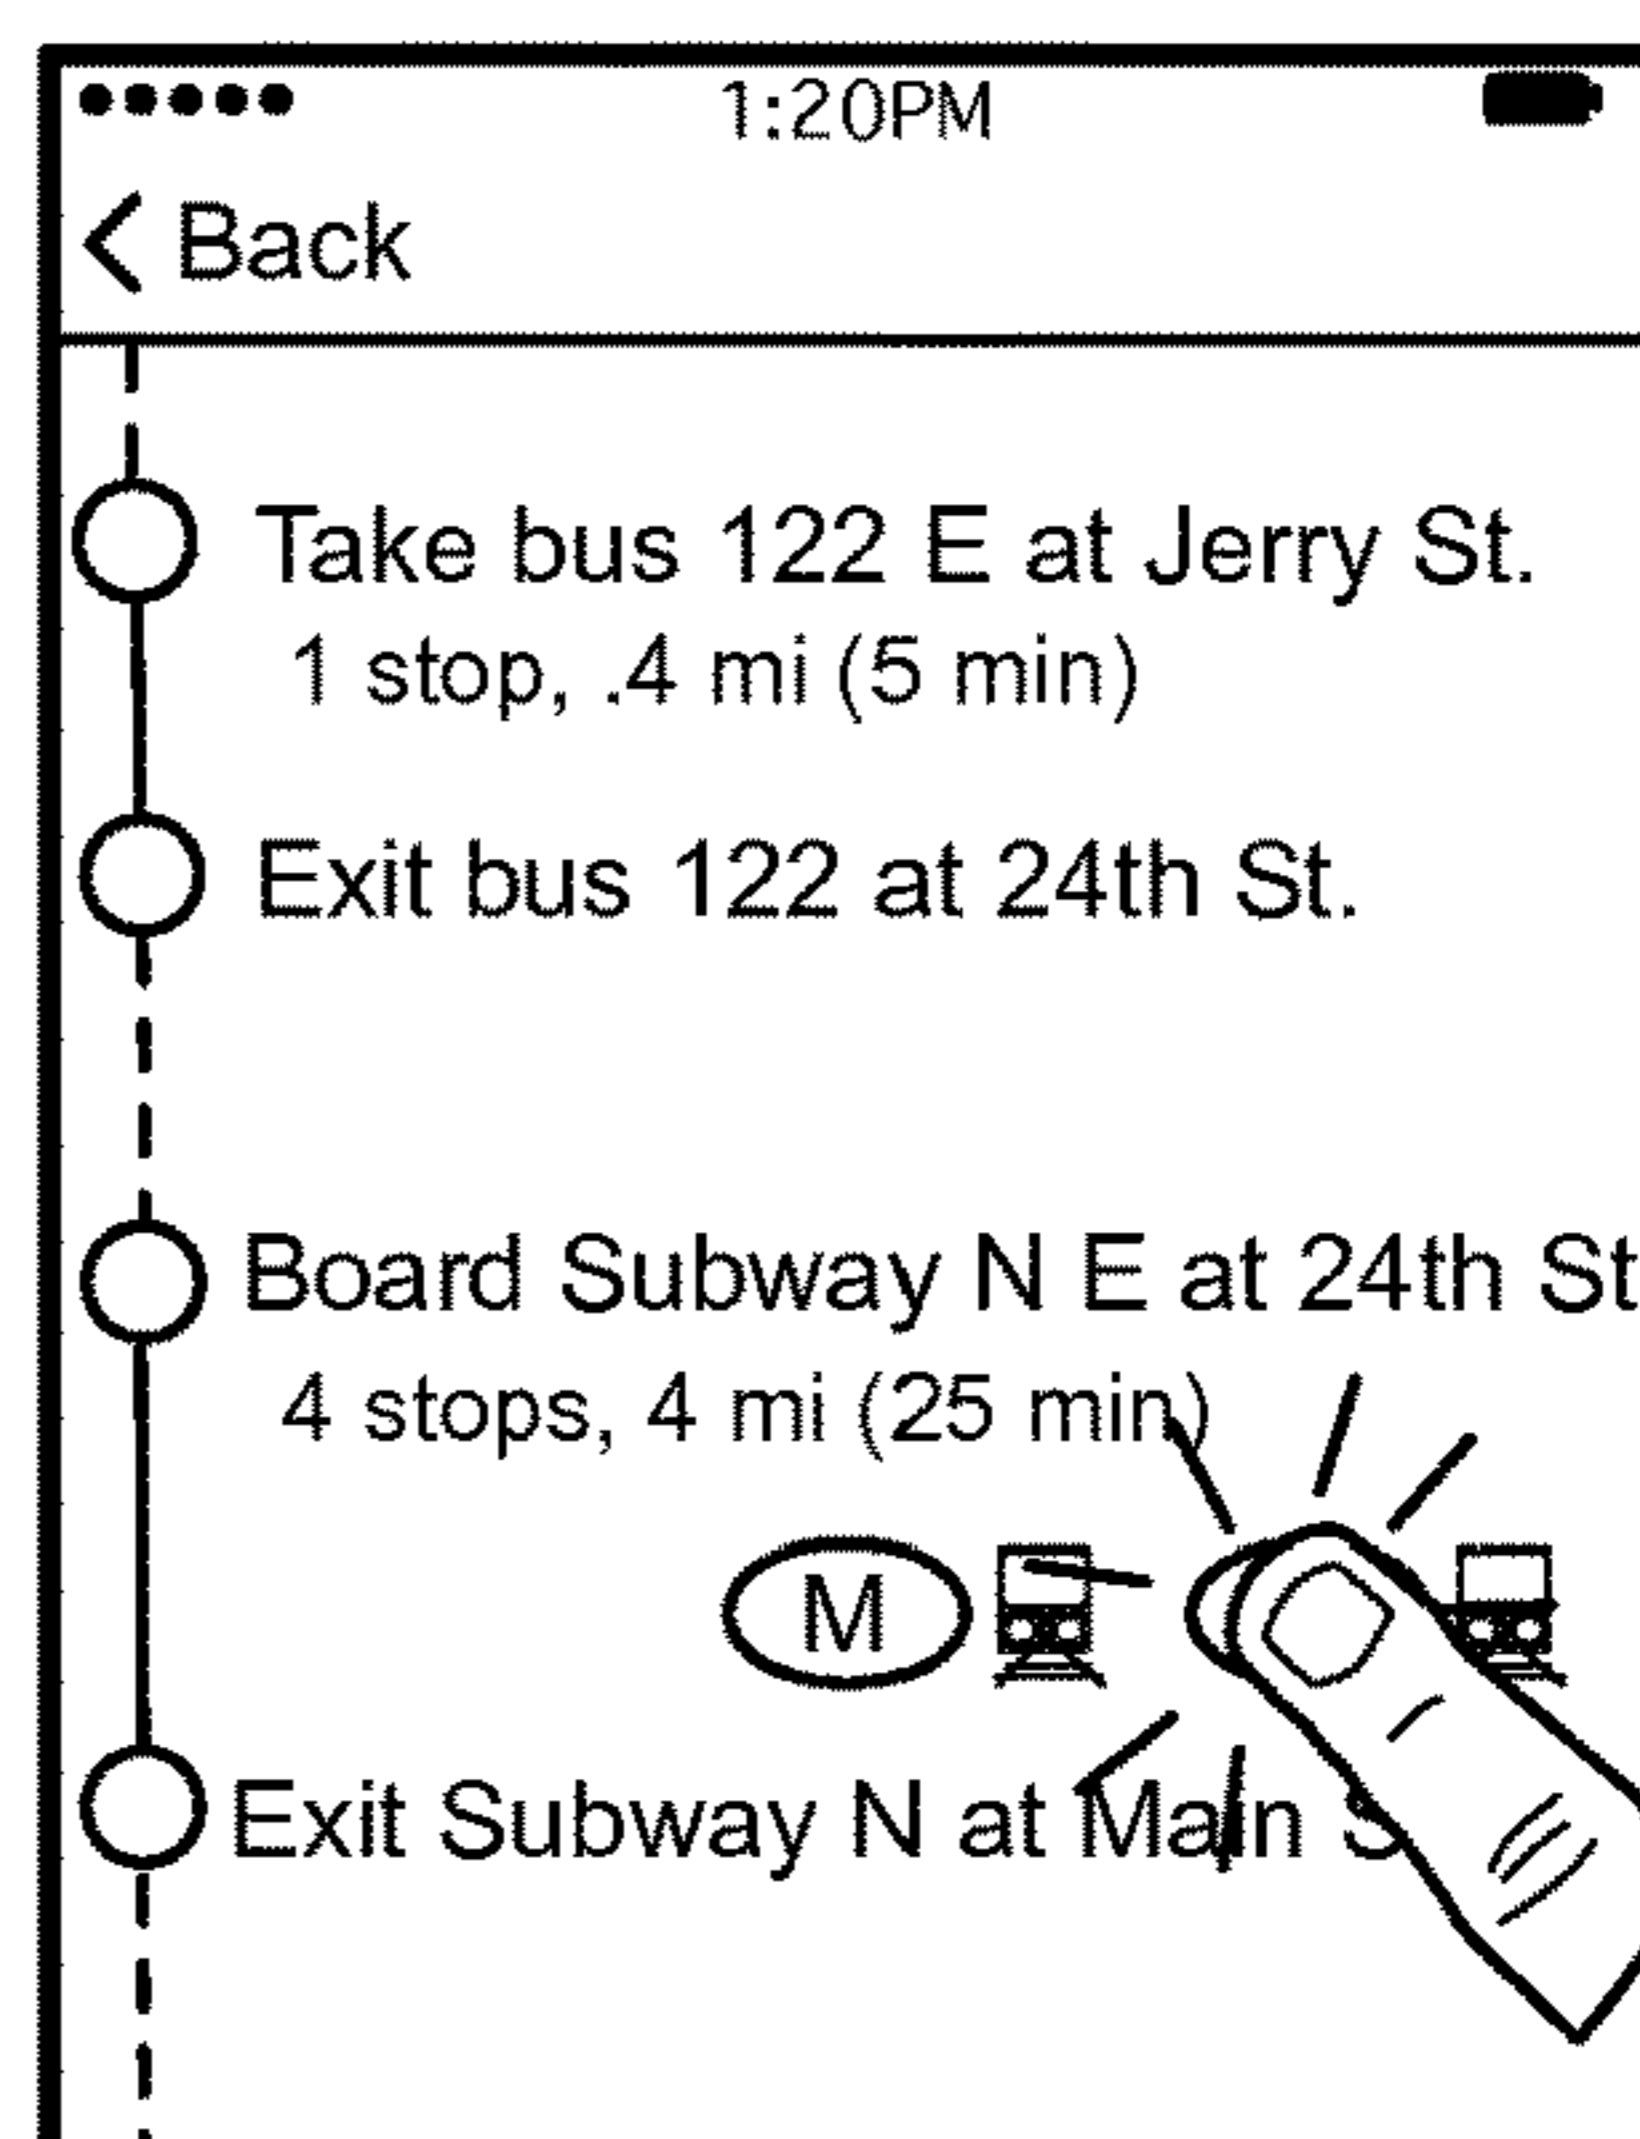 1:20PM
Back
Take bus 122 E at Jerry St.
1 stop, .4 mi (5 min)
Exit bus 122 at 24th St.
Board Subway N E at 24th St
4 stops, 4 mi (25 min)
M
Exit Subway N at Main S